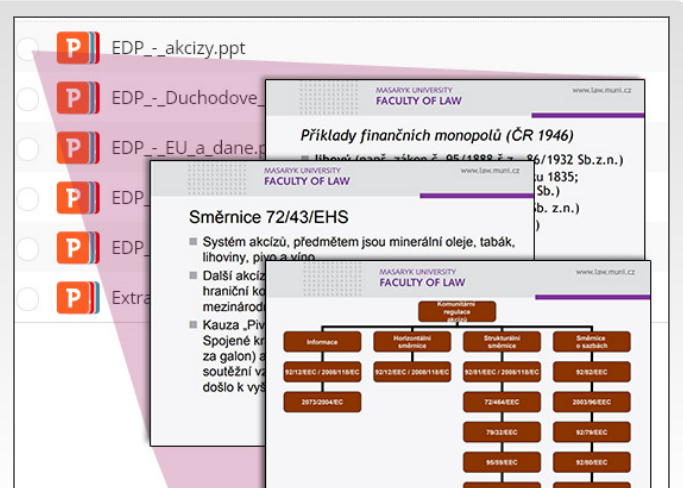 EDP_-_akcizy.ppt
EDP_-_Duchodove_
EDP_-_EU_a_dane.p
EDP_
EDP_
Extra
MASARYK UNIVERSITY
FACULTY OF LAW
www.law.muni.cz
Příklady finančních monopolů (ČR 1946)
lihový (např. zákon č. 95/1888 ř.z., 86/1932 Sb.z.n.)
u 1835;
Sb.)
Sb. z.n.)
)
MASARYK UNIVERSITY
FACULTY OF LAW
www.law.muni.cz
Směrnice 72/43/EHS
Systém akcízů, předmětem jsou minerální oleje, tabák,
lihoviny, pivo a víno
Další akcíz
hraniční ko
mezinárodn
Kauza „Piv
Spojené kr
za galon) a
soutěžní vz
došlo k vyš
MASARYK UNIVERSITY
FACULTY OF LAW
www.law.muni.cz
Komunitární
regulace
akcízů
Informace
Horizontální
směrnice
Strukturální
směrnice
Směrnice
o sazbách
92/12/EEC / 2008/118/EC
92/12/EEC / 2008/118/EC
92/81/EEC / 2008/118/EC
92/82/EEC
2073/2004/EC
72/464/EEC
2003/96/EEC
79/32/EEC
92/79/EEC
95/59/EEC
92/80/EEC